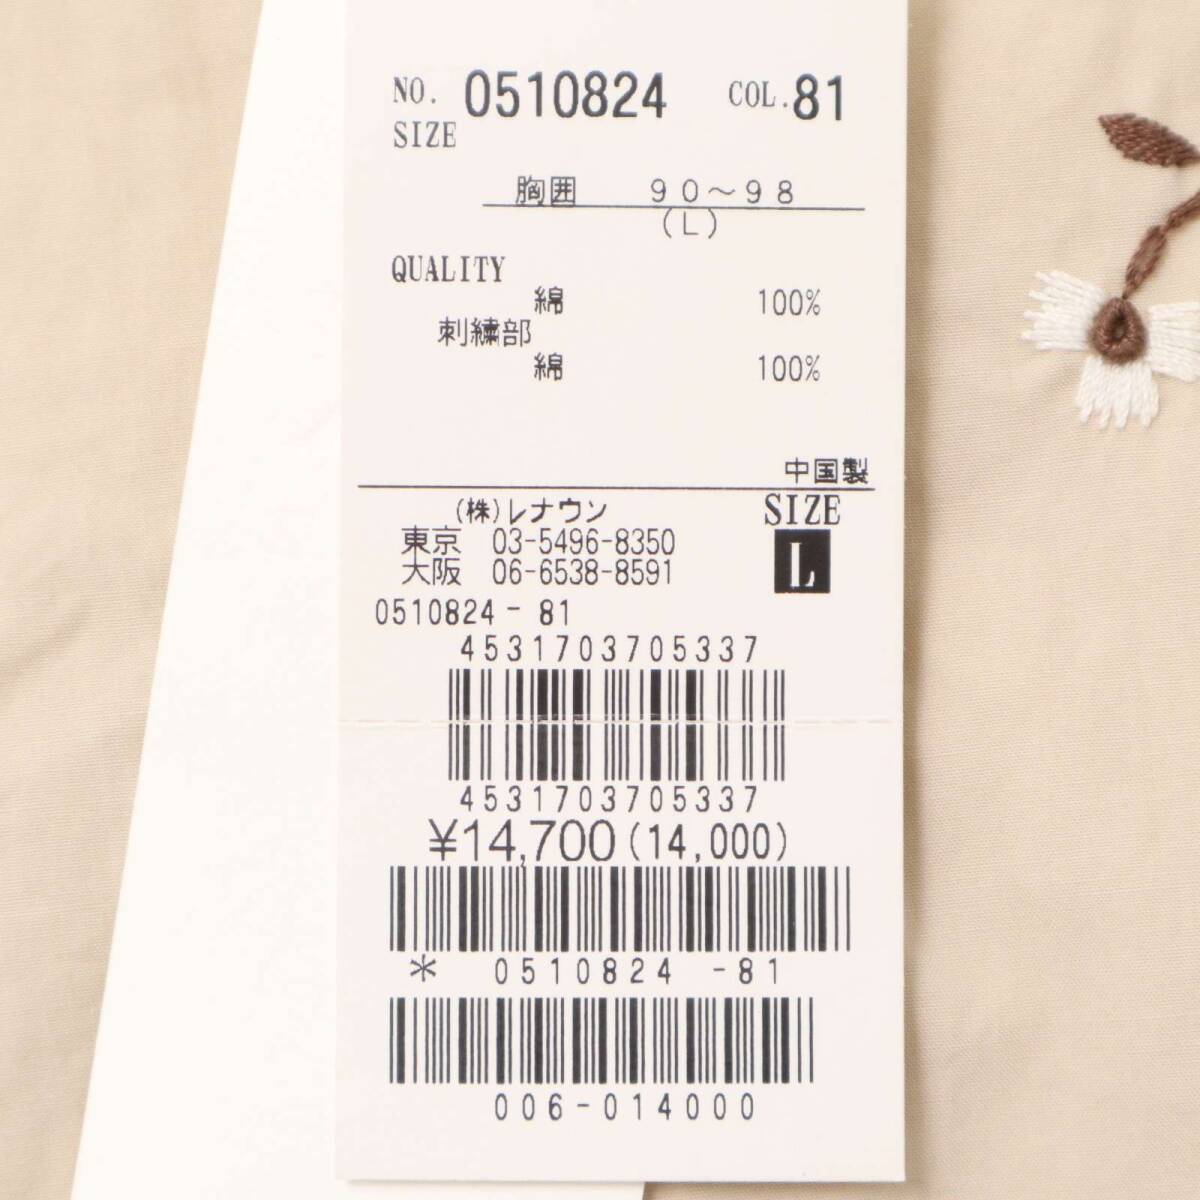 NO. 0510824 COL.81
SIZE
胸囲 90～98
(L)
QUALITY
綿 100%
刺繍部
綿 100%
中国製
(株)レナウン SIZE
東京 03-5496-8350
大阪 06-6538-8591 L
0510824- 81
4531703705337
4531703705337
¥14,700(14,000)
* 0510824 -81
006-014000